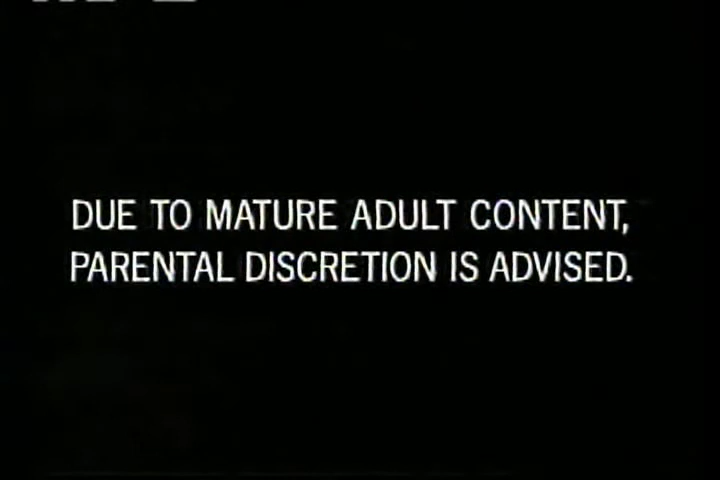 DUE TO MATURE ADULT CONTENT,
PARENTAL DISCRETION IS ADVISED.